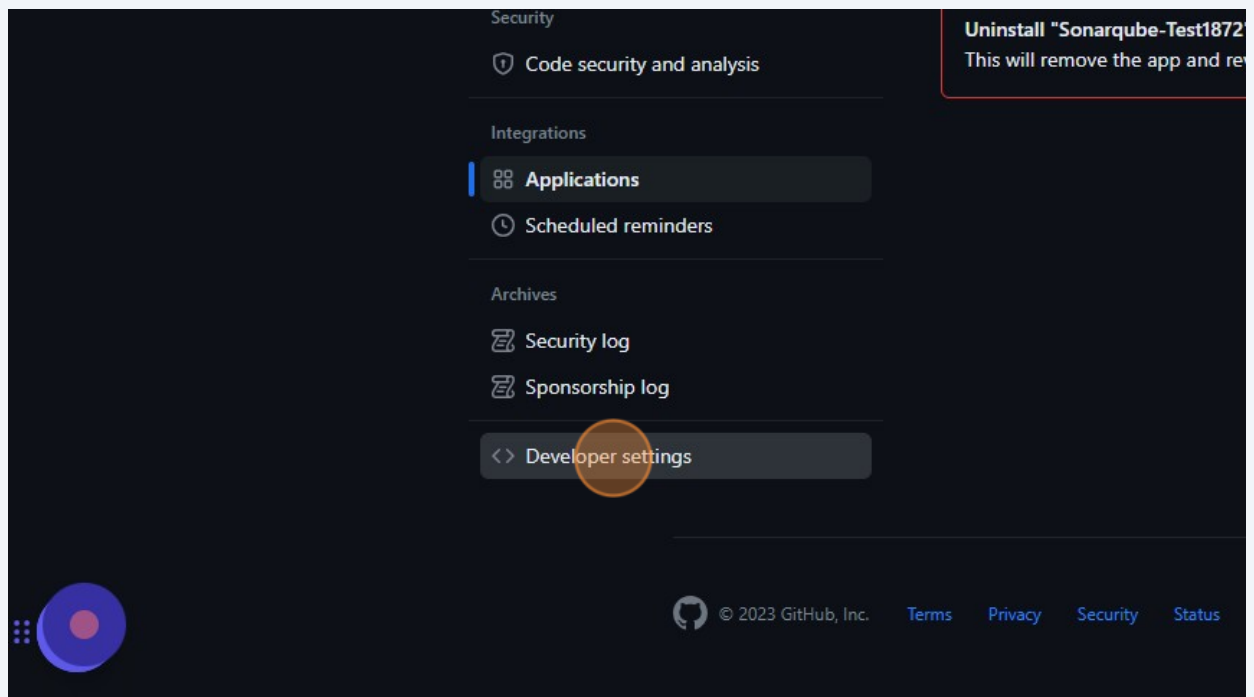 Security
Code security and analysis
Integrations
Applications
Scheduled reminders
Archives
Security log
Sponsorship log
Developer settings
Uninstall "Sonarqube-Test1872"
This will remove the app and
© 2023 GitHub, Inc. Terms Privacy Security Status